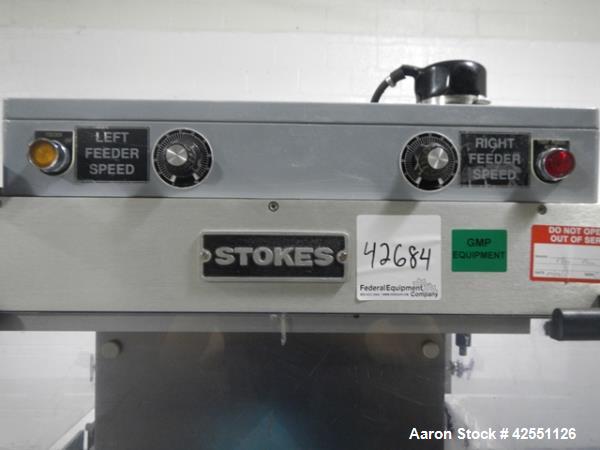 LEFT
FEEDER
SPEED
RIGHT
FEEDER
SPEED
STOKES
42684
Federal Equipment
Company
GMP
EQUIPMENT
DO NOT OPE
OUT OF SER
Aaron Stock # 42551126